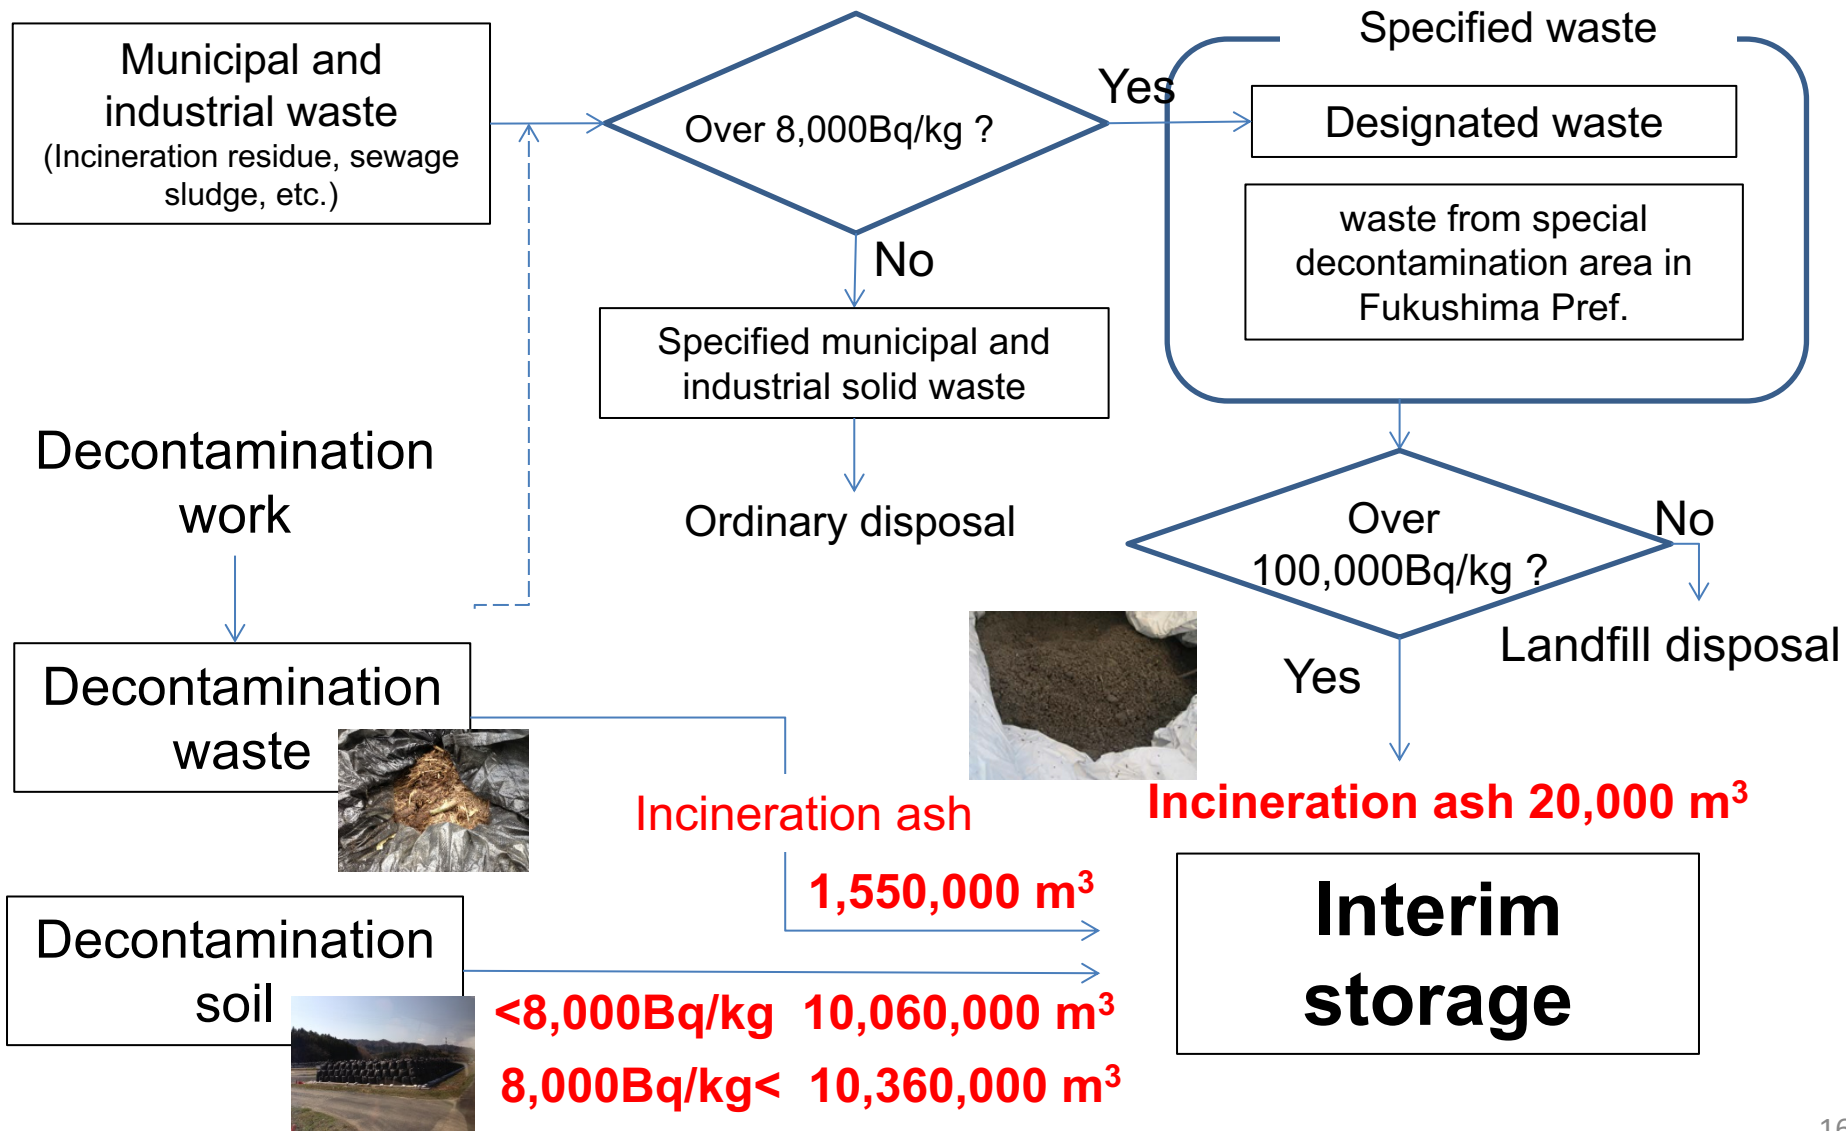 Municipal and
industrial waste
(Incineration residue, sewage
sludge, etc.)
Over 8,000Bq/kg ?
Yes
Specified waste
Designated waste
waste from special
decontamination area in
Fukushima Pref.
No
Specified municipal and
industrial solid waste
Ordinary disposal
Over
100,000Bq/kg ?
No
Landfill disposal
Yes
Incineration ash 20,000 m³
Decontamination
work
Decontamination
waste
Incineration ash
1,550,000 m³
Decontamination
soil
<8,000Bq/kg 10,060,000 m³
8,000Bq/kg< 10,360,000 m³
Interim
storage
16